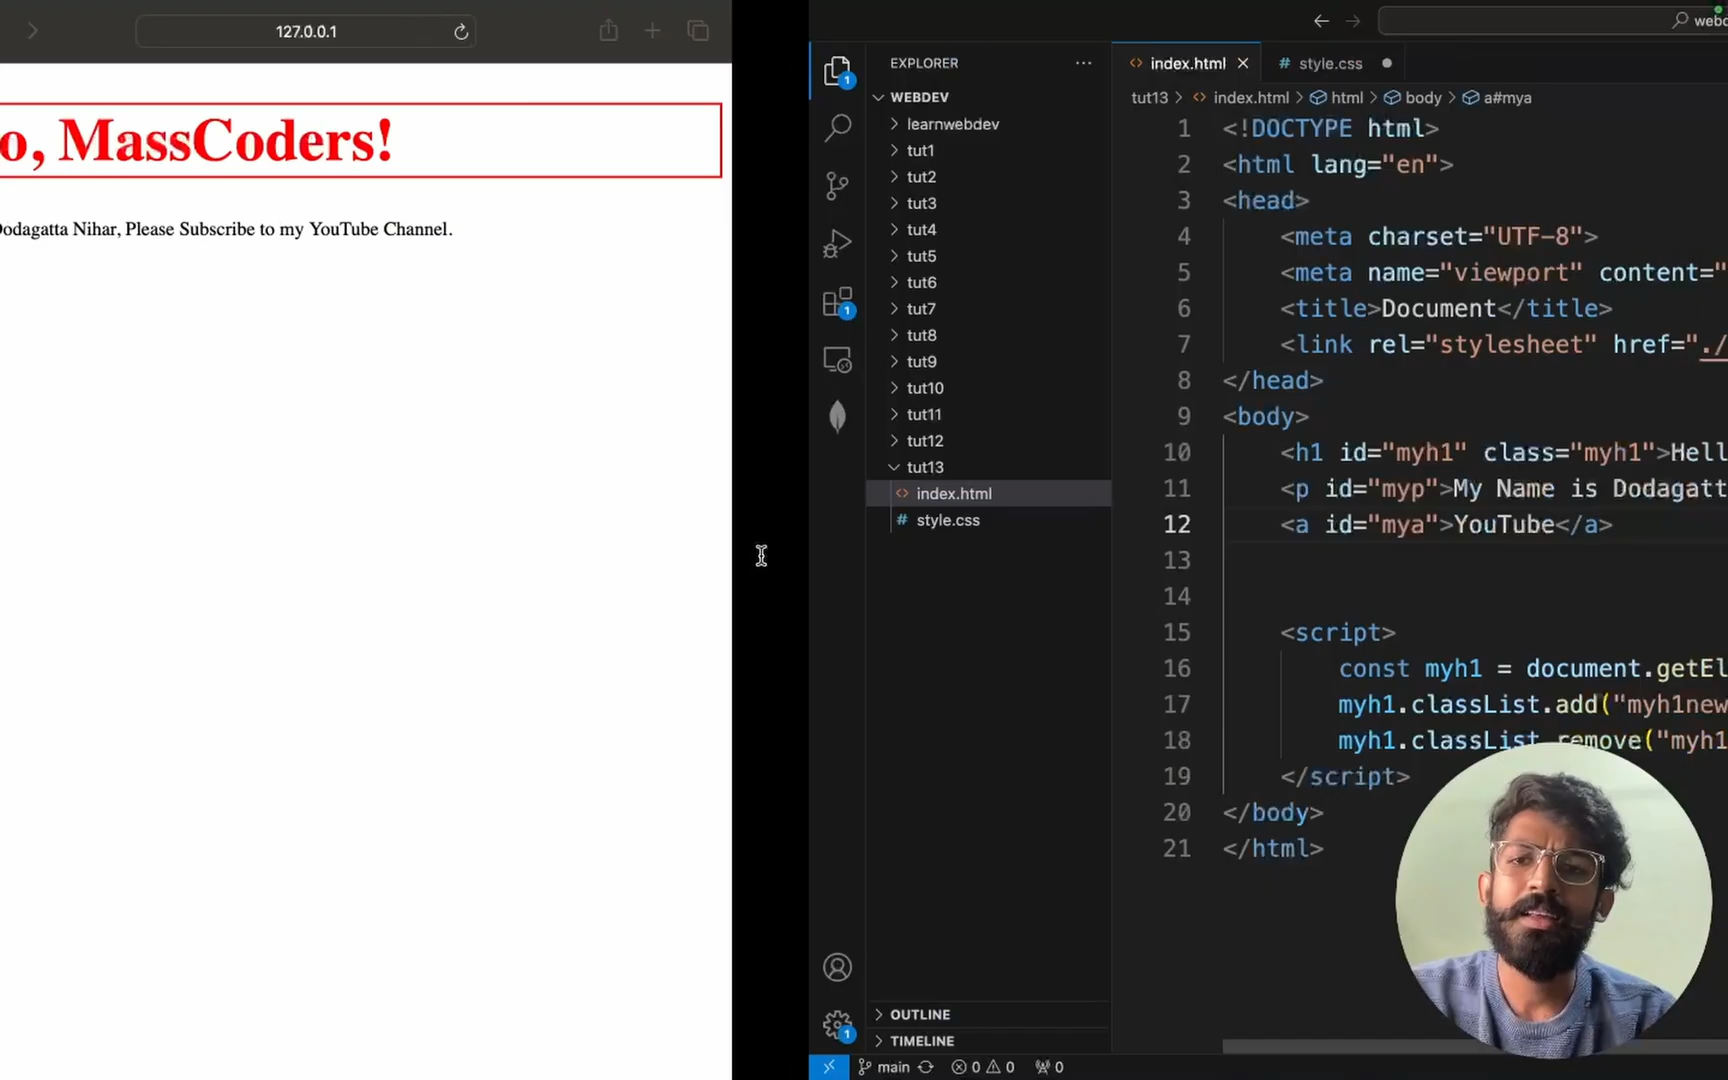 127.0.0.1
o, MassCoders!
Dodagatta Nihar, Please Subscribe to my YouTube Channel.
webd
EXPLORER
WEBDEV
learnwebdev
tut1
tut2
tut3
tut4
tut5
tut6
tut7
tut8
tut9
tut10
tut11
tut12
tut13
index.html
style.css
OUTLINE
TIMELINE
1
1
1
index.html
style.css
tut13 > index.html > html > body > a#mya
1 <!DOCTYPE html>
2 <html lang="en">
3 <head>
4 <meta charset="UTF-8">
5 <meta name="viewport" content="
6 <title>Document</title>
7 <link rel="stylesheet" href="./
8 </head>
9 <body>
10 <h1 id="myh1" class="myh1">Hell
11 <p id="myp">My Name is Dodagatt
12 <a id="mya">YouTube</a>
13
14
15 <script>
16 const myh1 = document.getEl
17 myh1.classList.add("myh1new
18 myh1.classList.remove("myh1
19 </script>
20 </body>
21 </html>
main 0 0 0